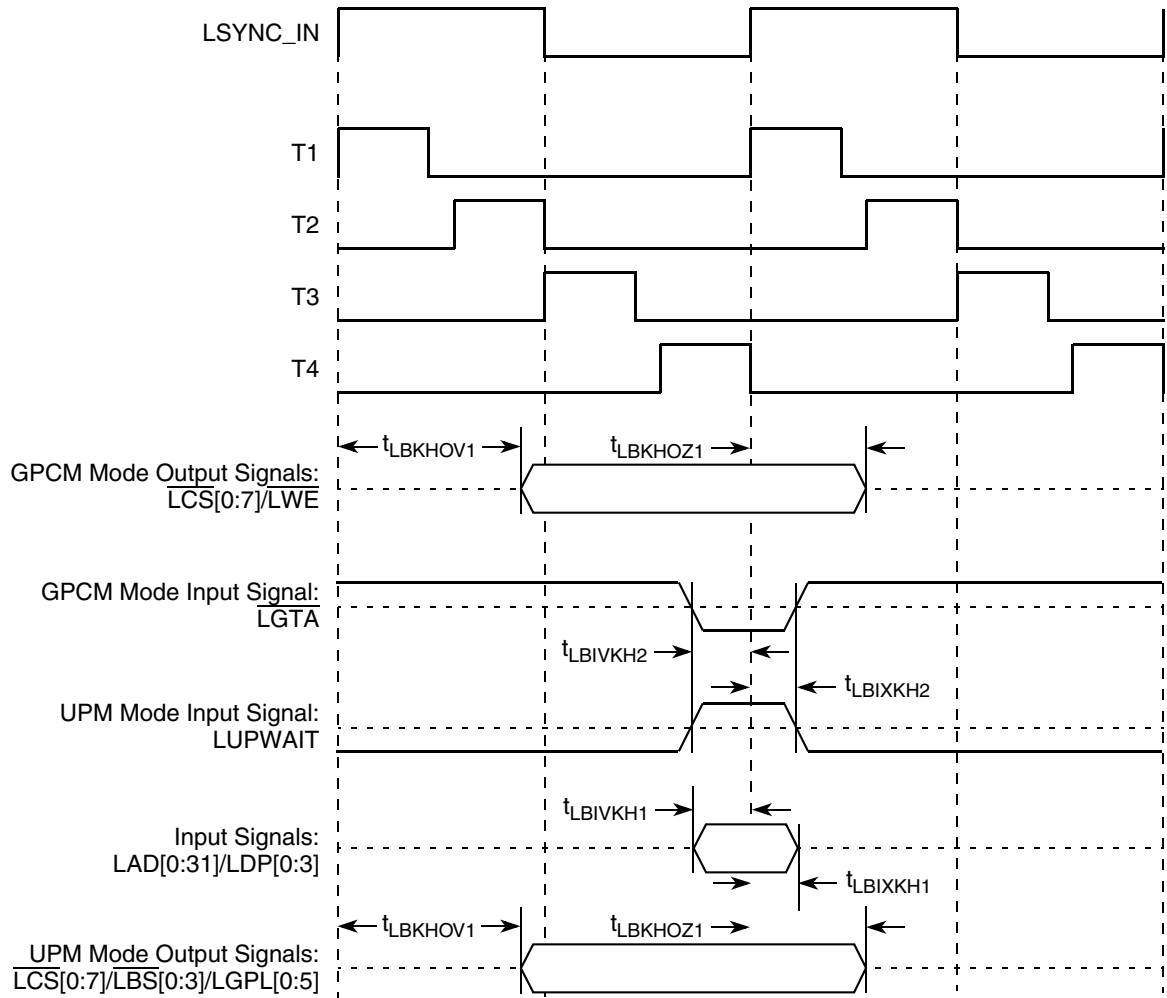 LSYNC_IN
T1
T2
T3
T4
tLBKHOV1
tLBKHOZ1
GPCM Mode Output Signals:
LCS[0:7]/LWE
GPCM Mode Input Signal:
LGTA
tLBIVKH2
tLBIXKH2
UPM Mode Input Signal:
LUPWAIT
tLBIVKH1
Input Signals:
LAD[0:31]/LDP[0:3]
tLBIXKH1
tLBKHOV1
tLBKHOZ1
UPM Mode Output Signals:
LCS[0:7]/LBS[0:3]/LGPL[0:5]